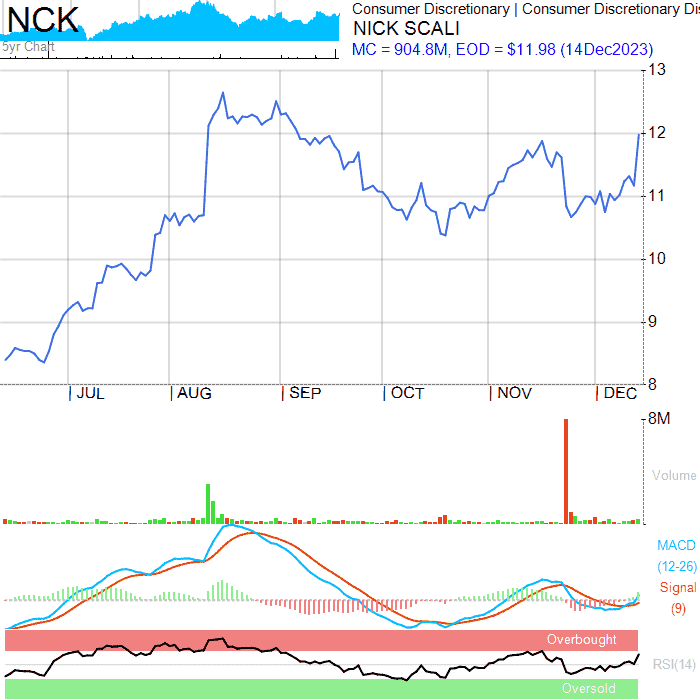 NCK
5yr Chart
Consumer Discretionary | Consumer Discretionary Dis
NICK SCALI
MC = 904.8M, EOD = $11.98 (14Dec2023)
13
12
11
10
9
8
JUL AUG SEP OCT NOV DEC
8M
Volume
MACD
(12-26)
Signal
(9)
Overbought
RSI(14)
Oversold